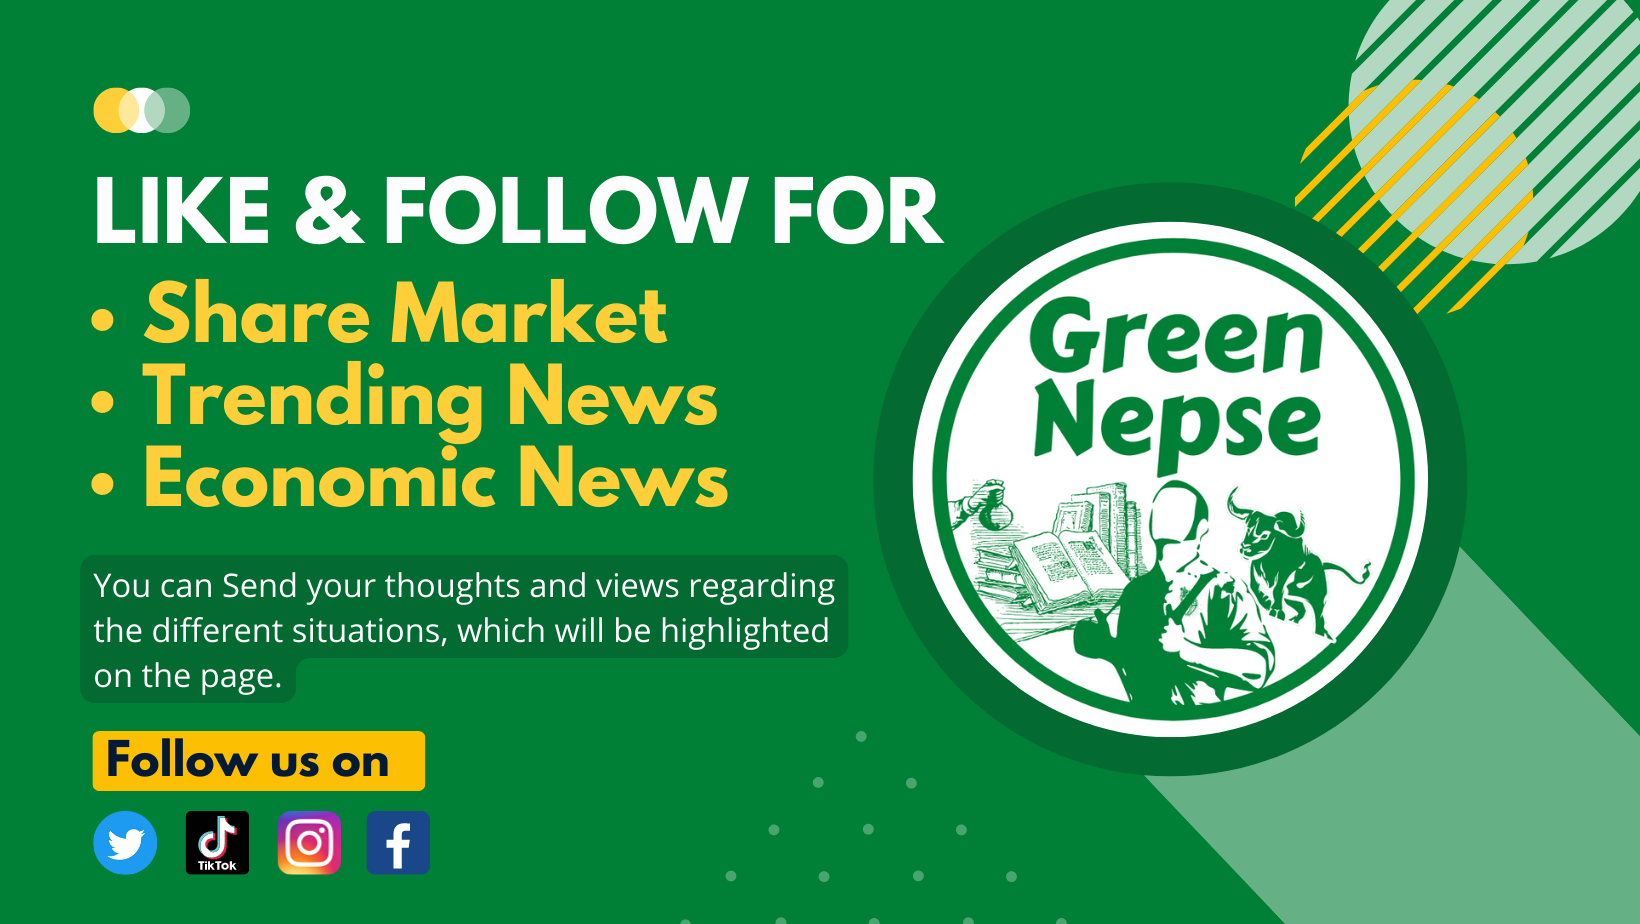 LIKE & FOLLOW FOR
• Share Market
• Trending News
• Economic News
You can Send your thoughts and views regarding
the different situations, which will be highlighted
on the page.
Follow us on
TikTok
Green
Nepse